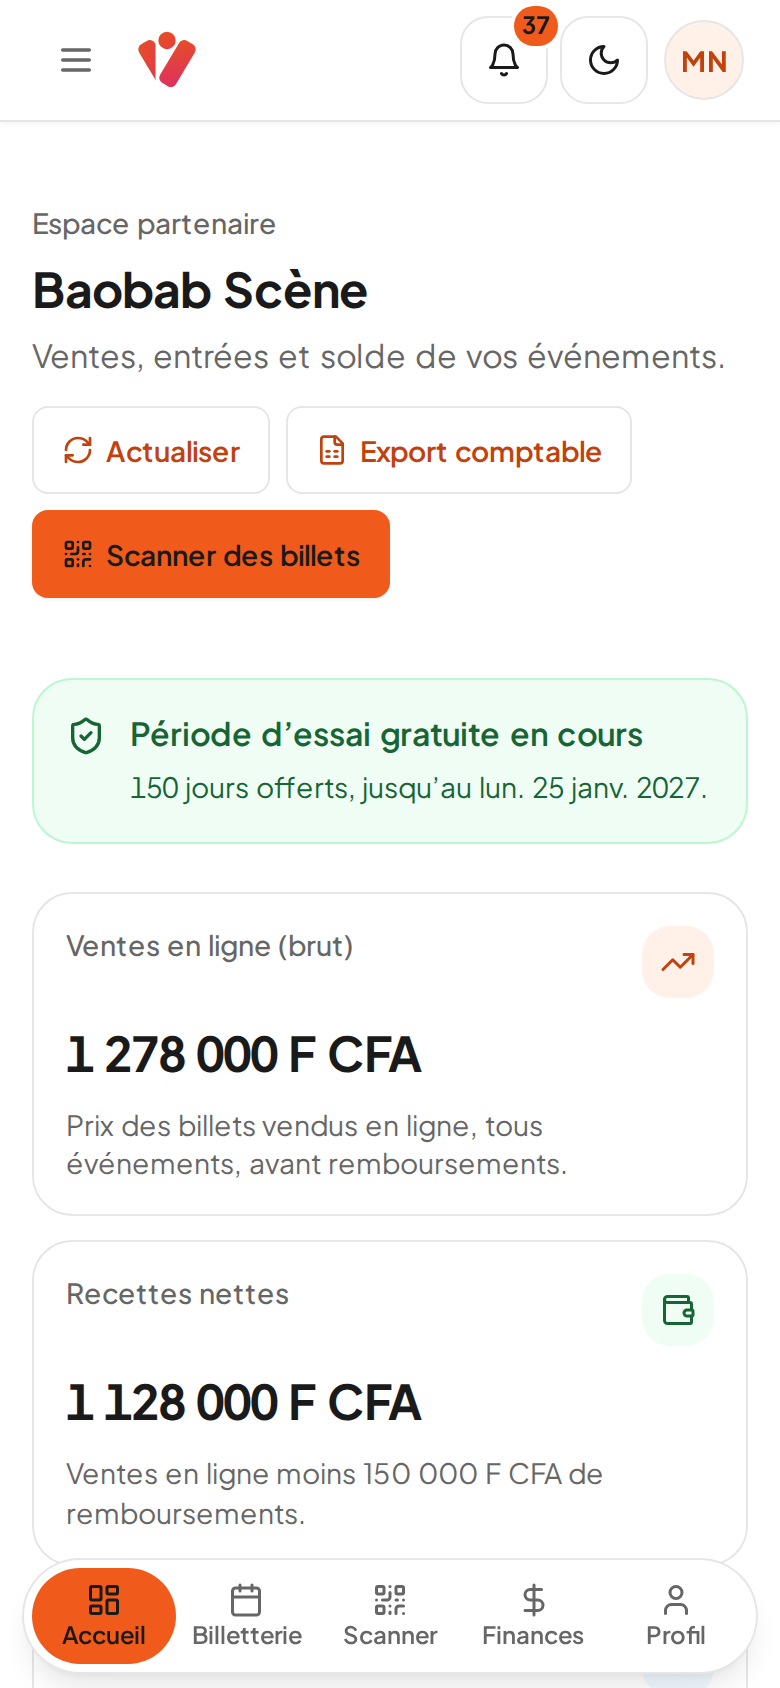 37
MN
Espace partenaire
Baobab Scène
Ventes, entrées et solde de vos événements.
Actualiser
Export comptable
Scanner des billets
Période d’essai gratuite en cours
150 jours offerts, jusqu’au lun. 25 janv. 2027.
Ventes en ligne (brut)
1 278 000 F CFA
Prix des billets vendus en ligne, tous
événements, avant remboursements.
Recettes nettes
1 128 000 F CFA
Ventes en ligne moins 150 000 F CFA de
remboursements.
Accueil
Billetterie
Scanner
Finances
Profil